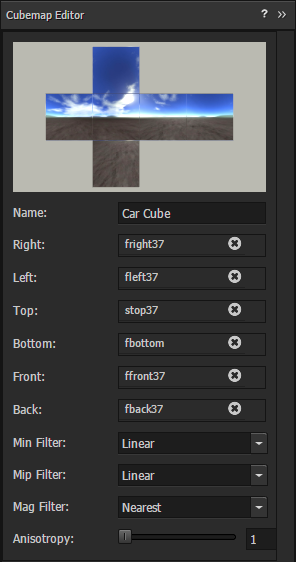 Cubemap Editor ? »
Name: Car Cube
Right: fright37
Left: fleft37
Top: stop37
Bottom: fbottom
Front: ffront37
Back: fback37
Min Filter: Linear
Mip Filter: Linear
Mag Filter: Nearest
Anisotropy: 1